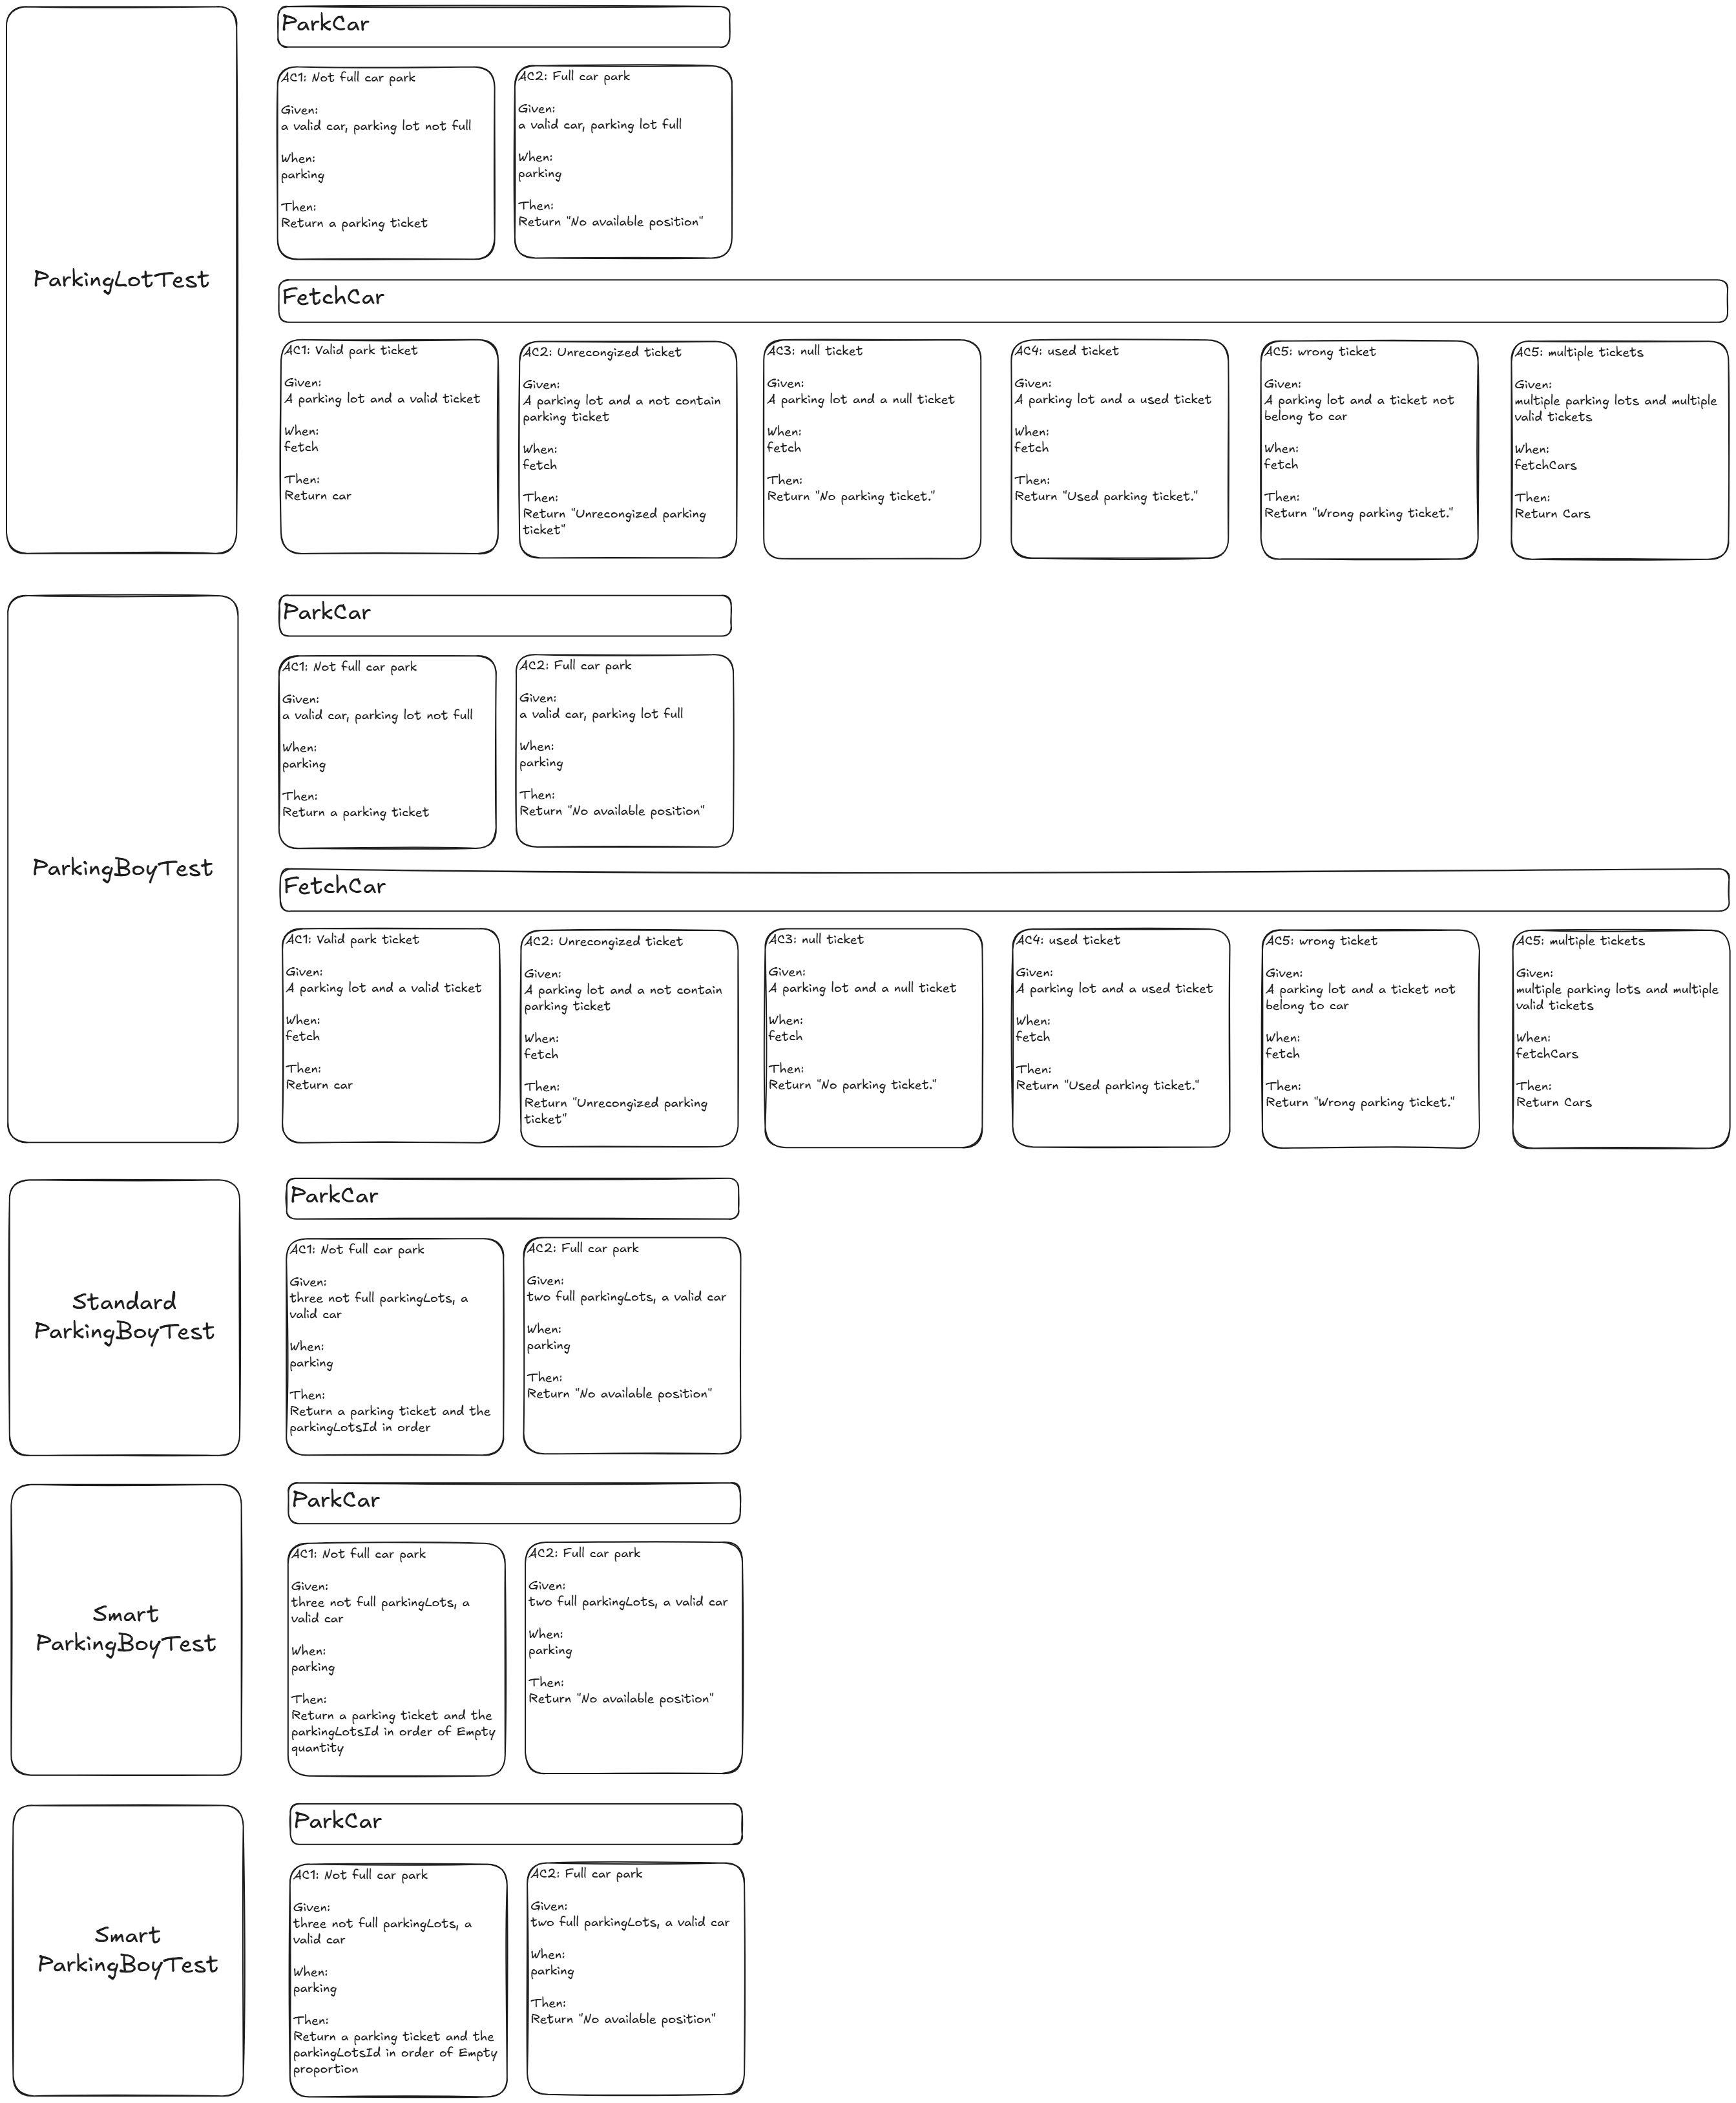 ParkingLotTest
ParkCar
AC1: Not full car park
Given:
a valid car, parking lot not full
When:
parking
Then:
Return a parking ticket
AC2: Full car park
Given:
a valid car, parking lot full
When:
parking
Then:
Return "No available position"
FetchCar
AC1: Valid park ticket
Given:
A parking lot and a valid ticket
When:
fetch
Then:
Return car
AC2: Unrecongized ticket
Given:
A parking lot and a not contain
parking ticket
When:
fetch
Then:
Return "Unrecongized parking
ticket"
AC3: null ticket
Given:
A parking lot and a null ticket
When:
fetch
Then:
Return "No parking ticket."
AC4: used ticket
Given:
A parking lot and a used ticket
When:
fetch
Then:
Return "Used parking ticket."
AC5: wrong ticket
Given:
A parking lot and a ticket not
belong to car
When:
fetch
Then:
Return "Wrong parking ticket."
AC5: multiple tickets
Given:
multiple parking lots and multiple
valid tickets
When:
fetchCars
Then:
Return Cars
ParkingBoyTest
ParkCar
AC1: Not full car park
Given:
a valid car, parking lot not full
When:
parking
Then:
Return a parking ticket
AC2: Full car park
Given:
a valid car, parking lot full
When:
parking
Then:
Return "No available position"
FetchCar
AC1: Valid park ticket
Given:
A parking lot and a valid ticket
When:
fetch
Then:
Return car
AC2: Unrecongized ticket
Given:
A parking lot and a not contain
parking ticket
When:
fetch
Then:
Return "Unrecongized parking
ticket"
AC3: null ticket
Given:
A parking lot and a null ticket
When:
fetch
Then:
Return "No parking ticket."
AC4: used ticket
Given:
A parking lot and a used ticket
When:
fetch
Then:
Return "Used parking ticket."
AC5: wrong ticket
Given:
A parking lot and a ticket not
belong to car
When:
fetch
Then:
Return "Wrong parking ticket."
AC5: multiple tickets
Given:
multiple parking lots and multiple
valid tickets
When:
fetchCars
Then:
Return Cars
Standard
ParkingBoyTest
ParkCar
AC1: Not full car park
Given:
three not full parkingLots, a
valid car
When:
parking
Then:
Return a parking ticket and the
parkingLotsId in order
AC2: Full car park
Given:
two full parkingLots, a valid car
When:
parking
Then:
Return "No available position"
Smart
ParkingBoyTest
ParkCar
AC1: Not full car park
Given:
three not full parkingLots, a
valid car
When:
parking
Then:
Return a parking ticket and the
parkingLotsId in order of Empty
quantity
AC2: Full car park
Given:
two full parkingLots, a valid car
When:
parking
Then:
Return "No available position"
Smart
ParkingBoyTest
ParkCar
AC1: Not full car park
Given:
three not full parkingLots, a
valid car
When:
parking
Then:
Return a parking ticket and the
parkingLotsId in order of Empty
proportion
AC2: Full car park
Given:
two full parkingLots, a valid car
When:
parking
Then:
Return "No available position"